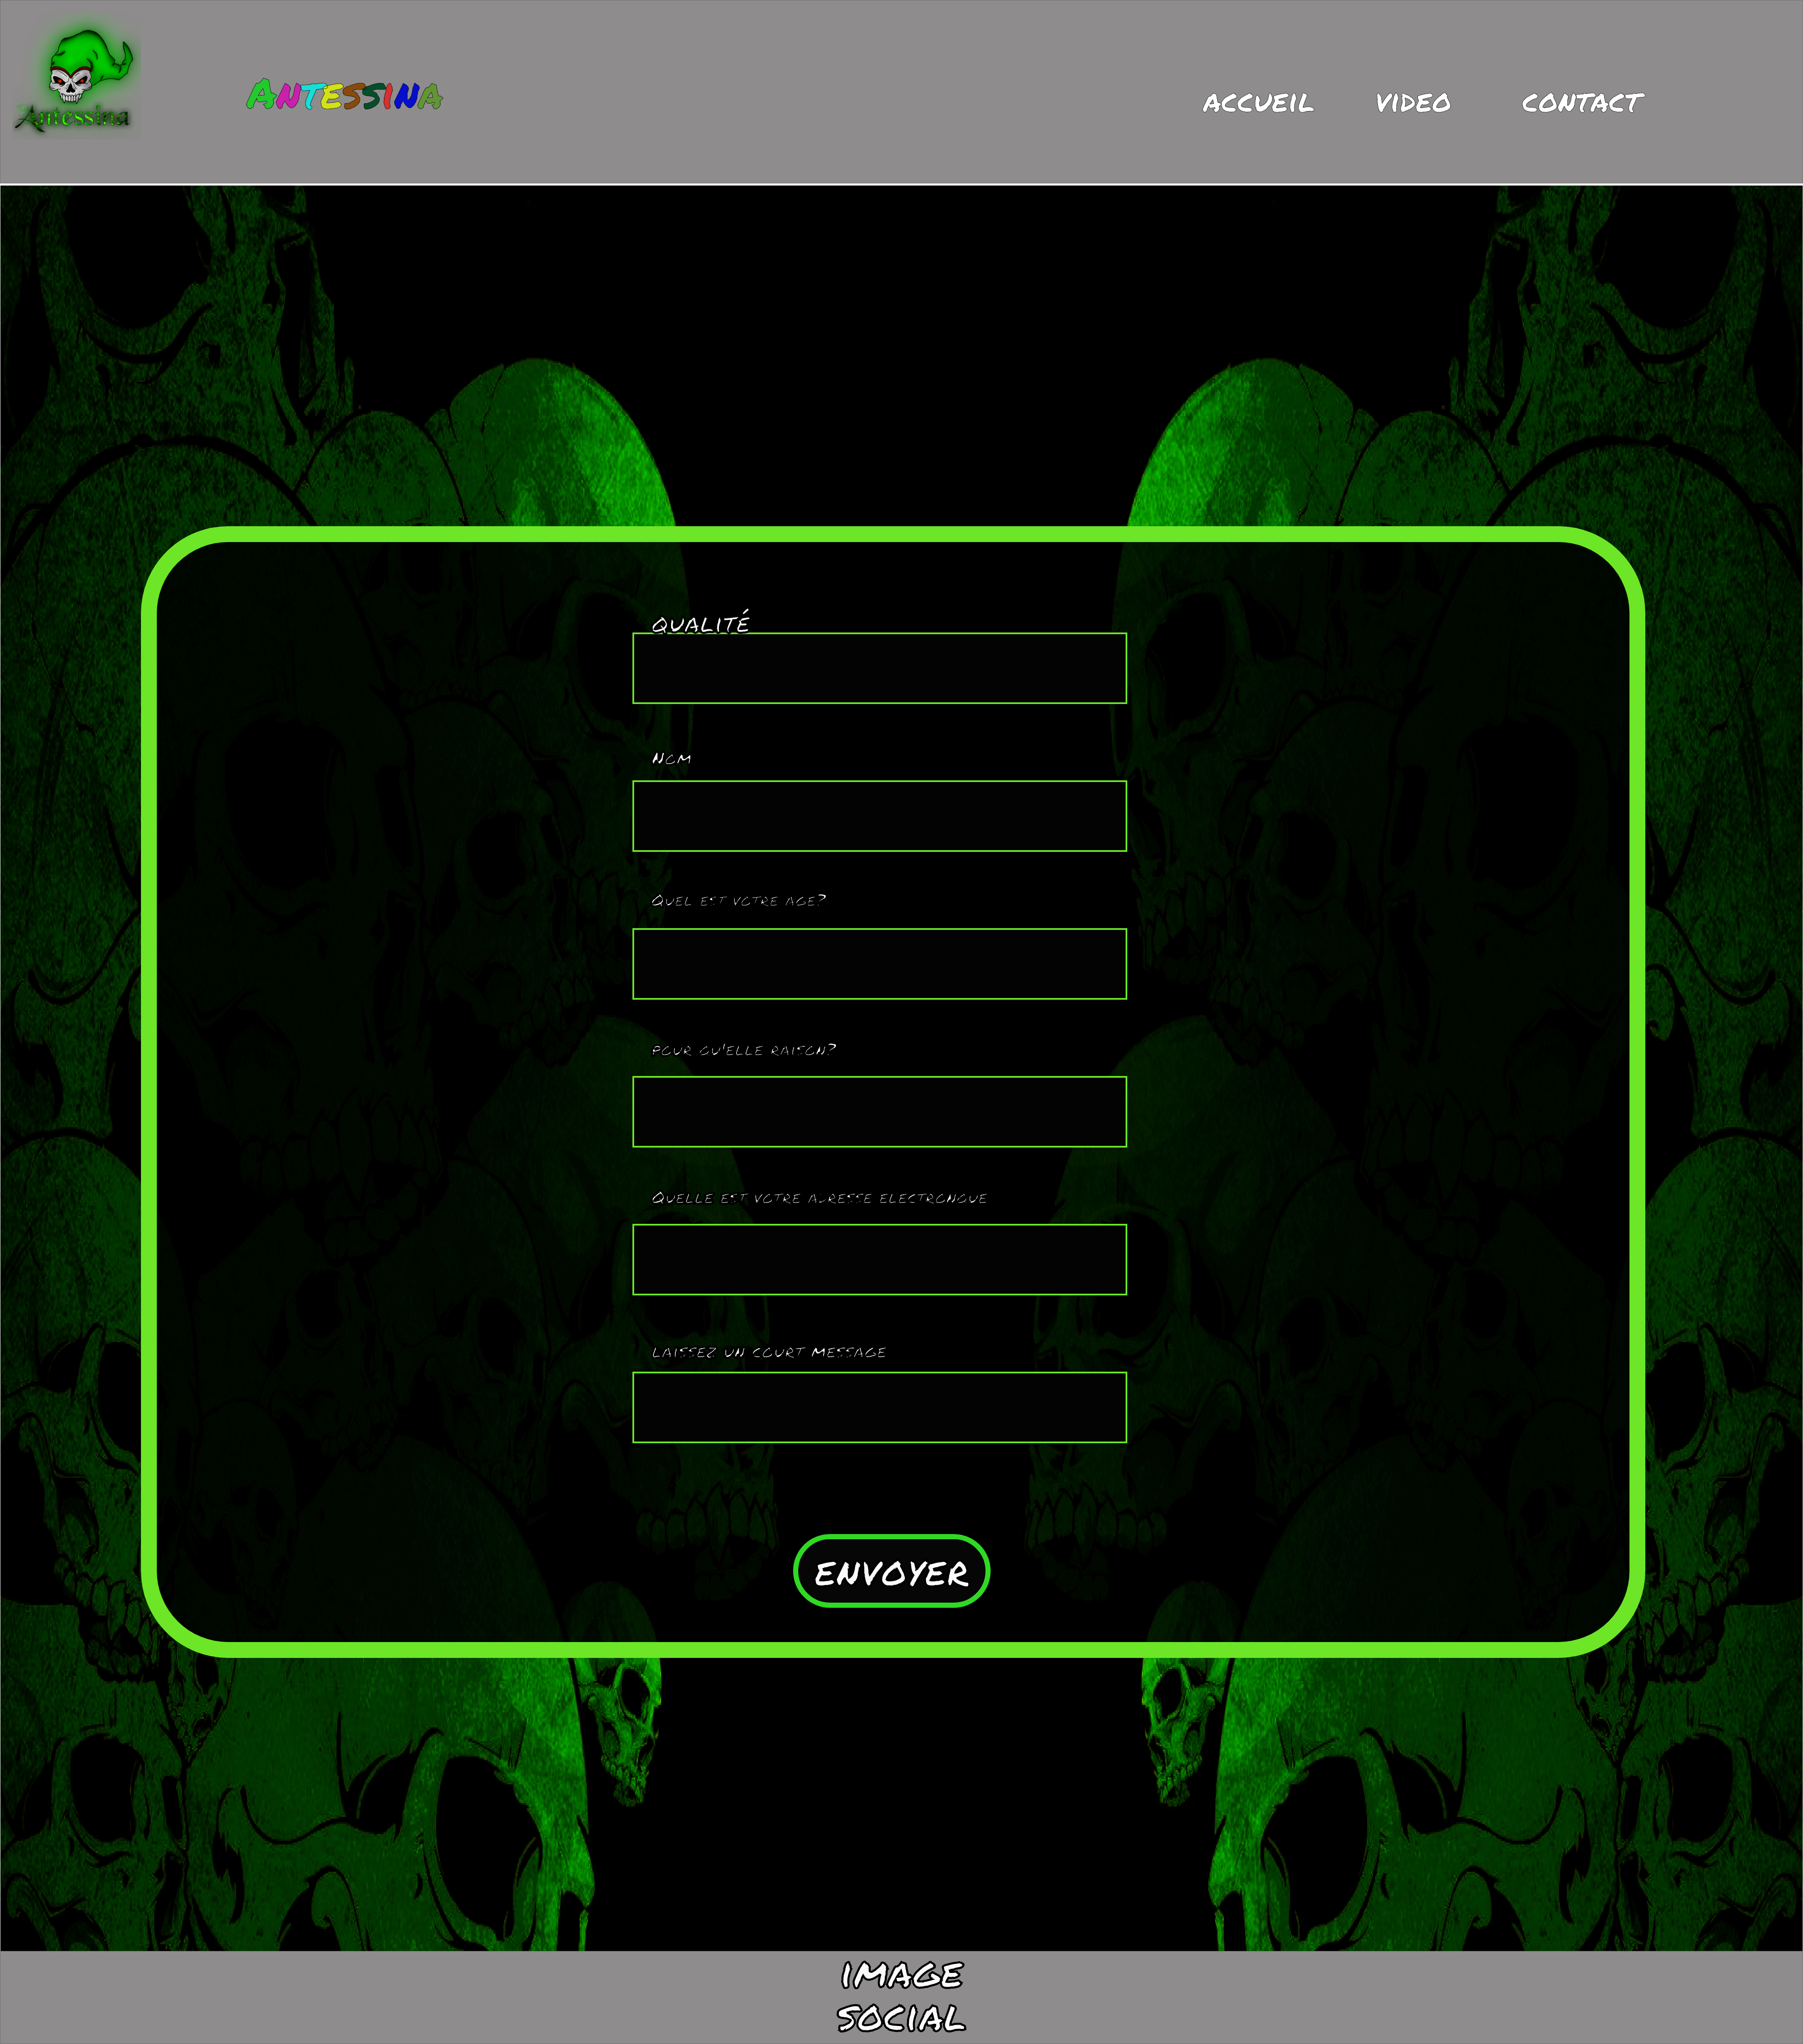 Antessina
ANTESSINA
ACCUEIL VIDEO CONTACT
QUALITÉ
NOM
QUEL EST VOTRE AGE?
POUR QU'ELLE RAISON?
QUELLE EST VOTRE ADRESSE ELECTRONQUE
LAISSEZ UN COURT MESSAGE
ENVOYER
IMAGE
SOCIAL